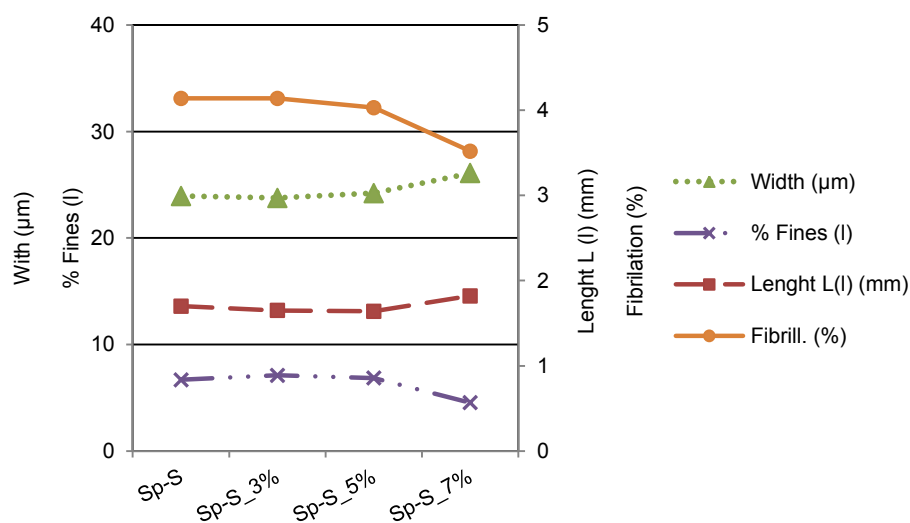 40
30
20
10
0
With (µm)
% Fines (l)
5
4
3
2
1
0
Lenght L (l) (mm)
Fibrilation (%)
Sp-S
Sp-S_3%
Sp-S_5%
Sp-S_7%
Width (µm)
% Fines (l)
Lenght L(l) (mm)
Fibrill. (%)